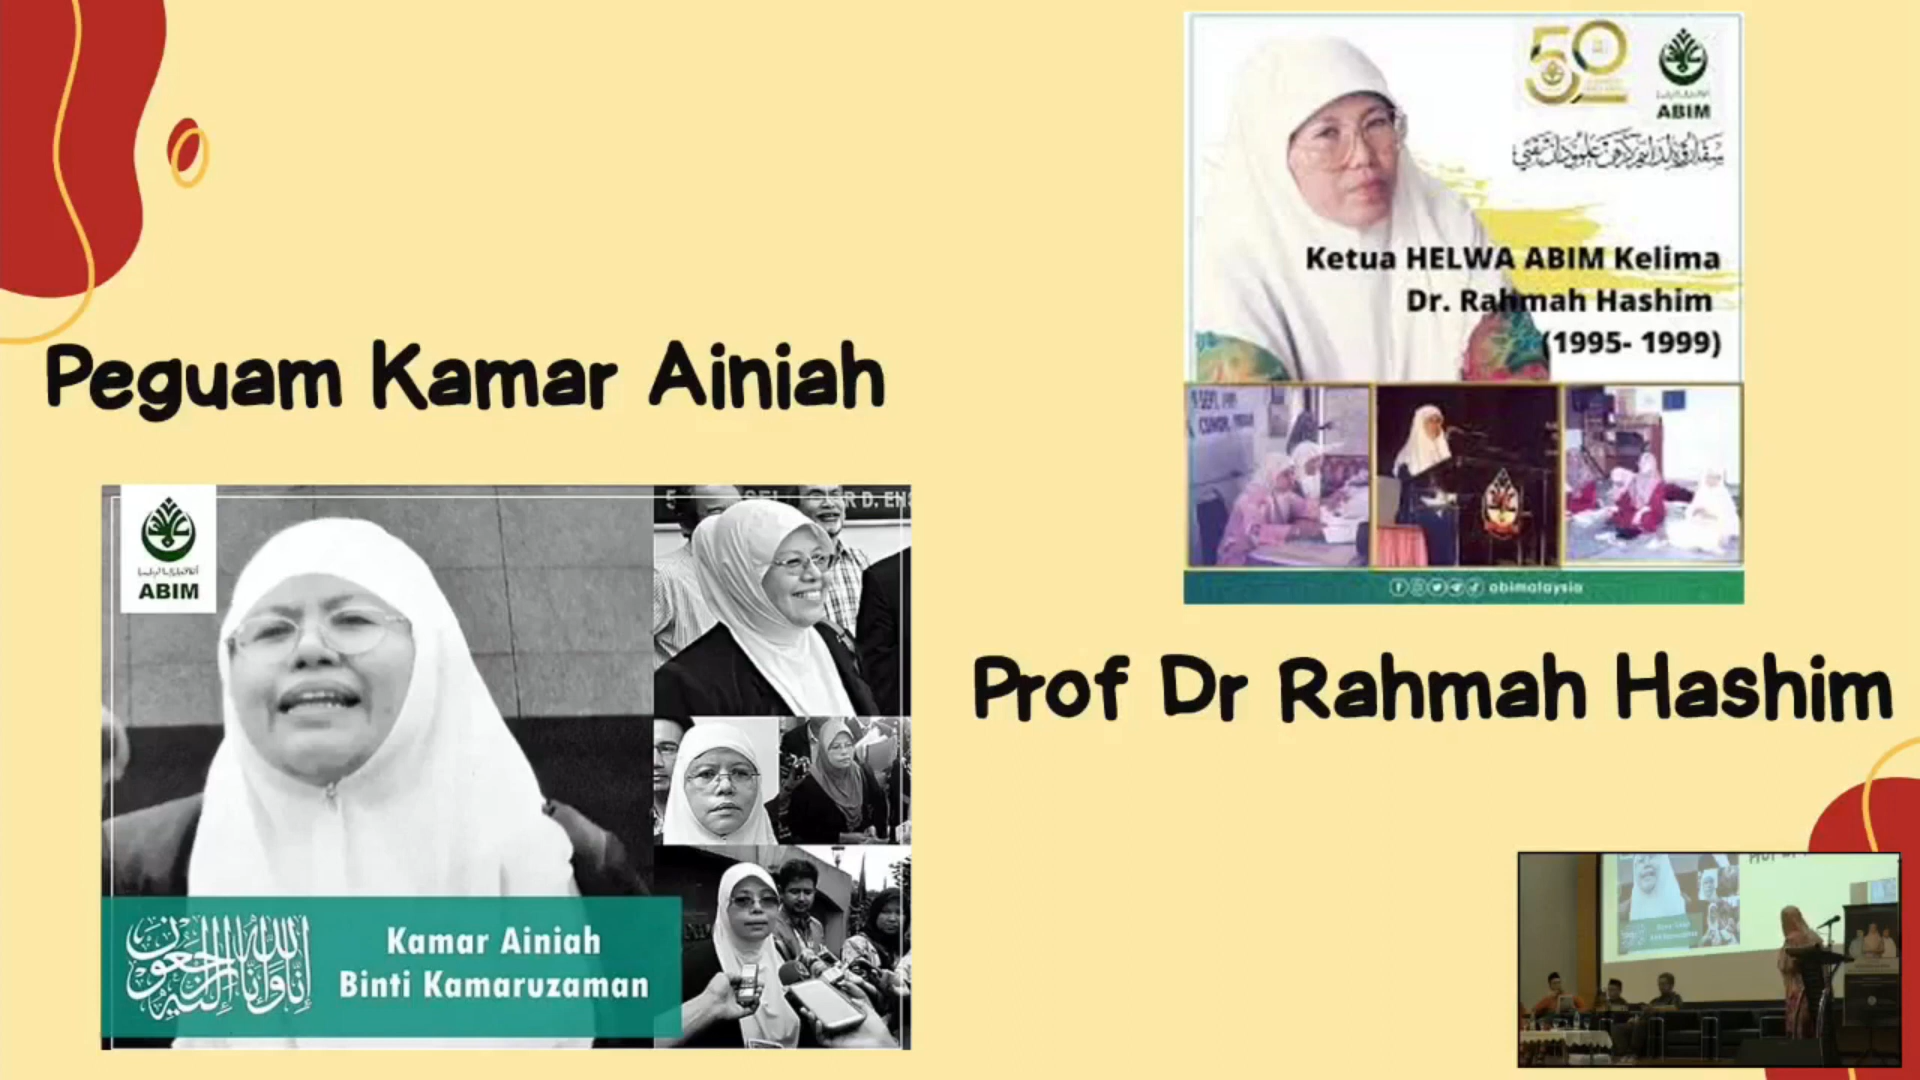 Peguam Kamar Ainiah
ABIM
Kamar Ainiah
Binti Kamaruzaman
إنا لله وإنا إليه راجعون
50
ABIM
Ketua HELWA ABIM Kelima
Dr. Rahmah Hashim
(1995- 1999)
abimalaysia
Prof Dr Rahmah Hashim